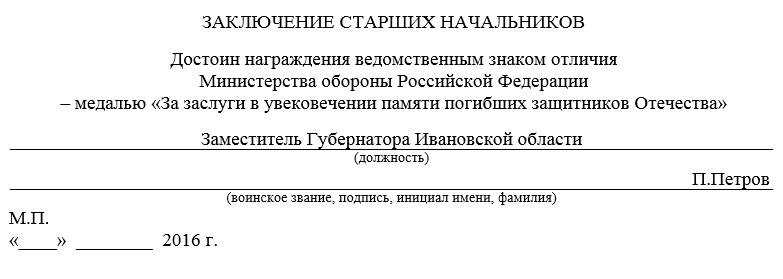 ЗАКЛЮЧЕНИЕ СТАРШИХ НАЧАЛЬНИКОВ
Достоин награждения ведомственным знаком отличия
Министерства обороны Российской Федерации
– медалью «За заслуги в увековечении памяти погибших защитников Отечества»
Заместитель Губернатора Ивановской области
(должность)
П.Петров
(воинское звание, подпись, инициал имени, фамилия)
М.П.
«____» ________ 2016 г.